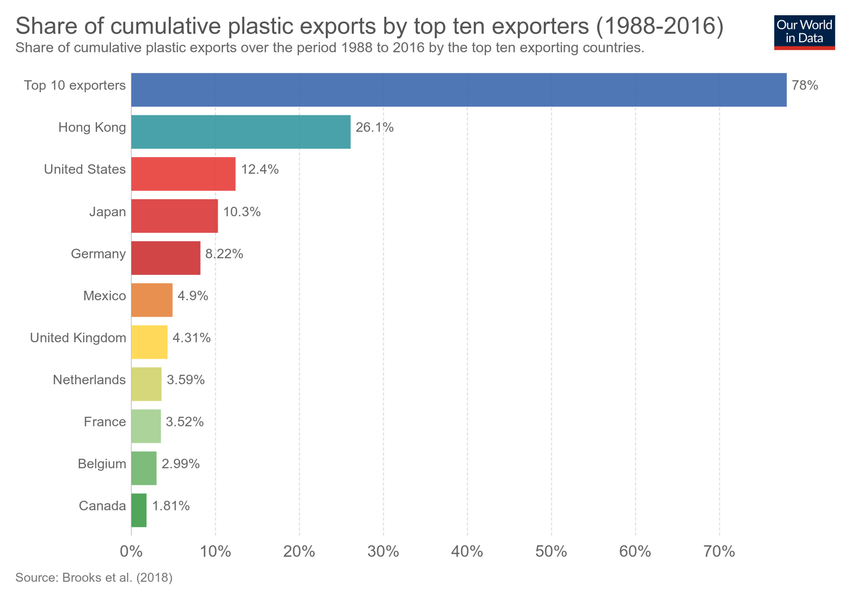 Share of cumulative plastic exports by top ten exporters (1988-2016)
Share of cumulative plastic exports over the period 1988 to 2016 by the top ten exporting countries.
Our World
in Data
Top 10 exporters 78%
Hong Kong 26.1%
United States 12.4%
Japan 10.3%
Germany 8.22%
Mexico 4.9%
United Kingdom 4.31%
Netherlands 3.59%
France 3.52%
Belgium 2.99%
Canada 1.81%
0% 10% 20% 30% 40% 50% 60% 70%
Source: Brooks et al. (2018)